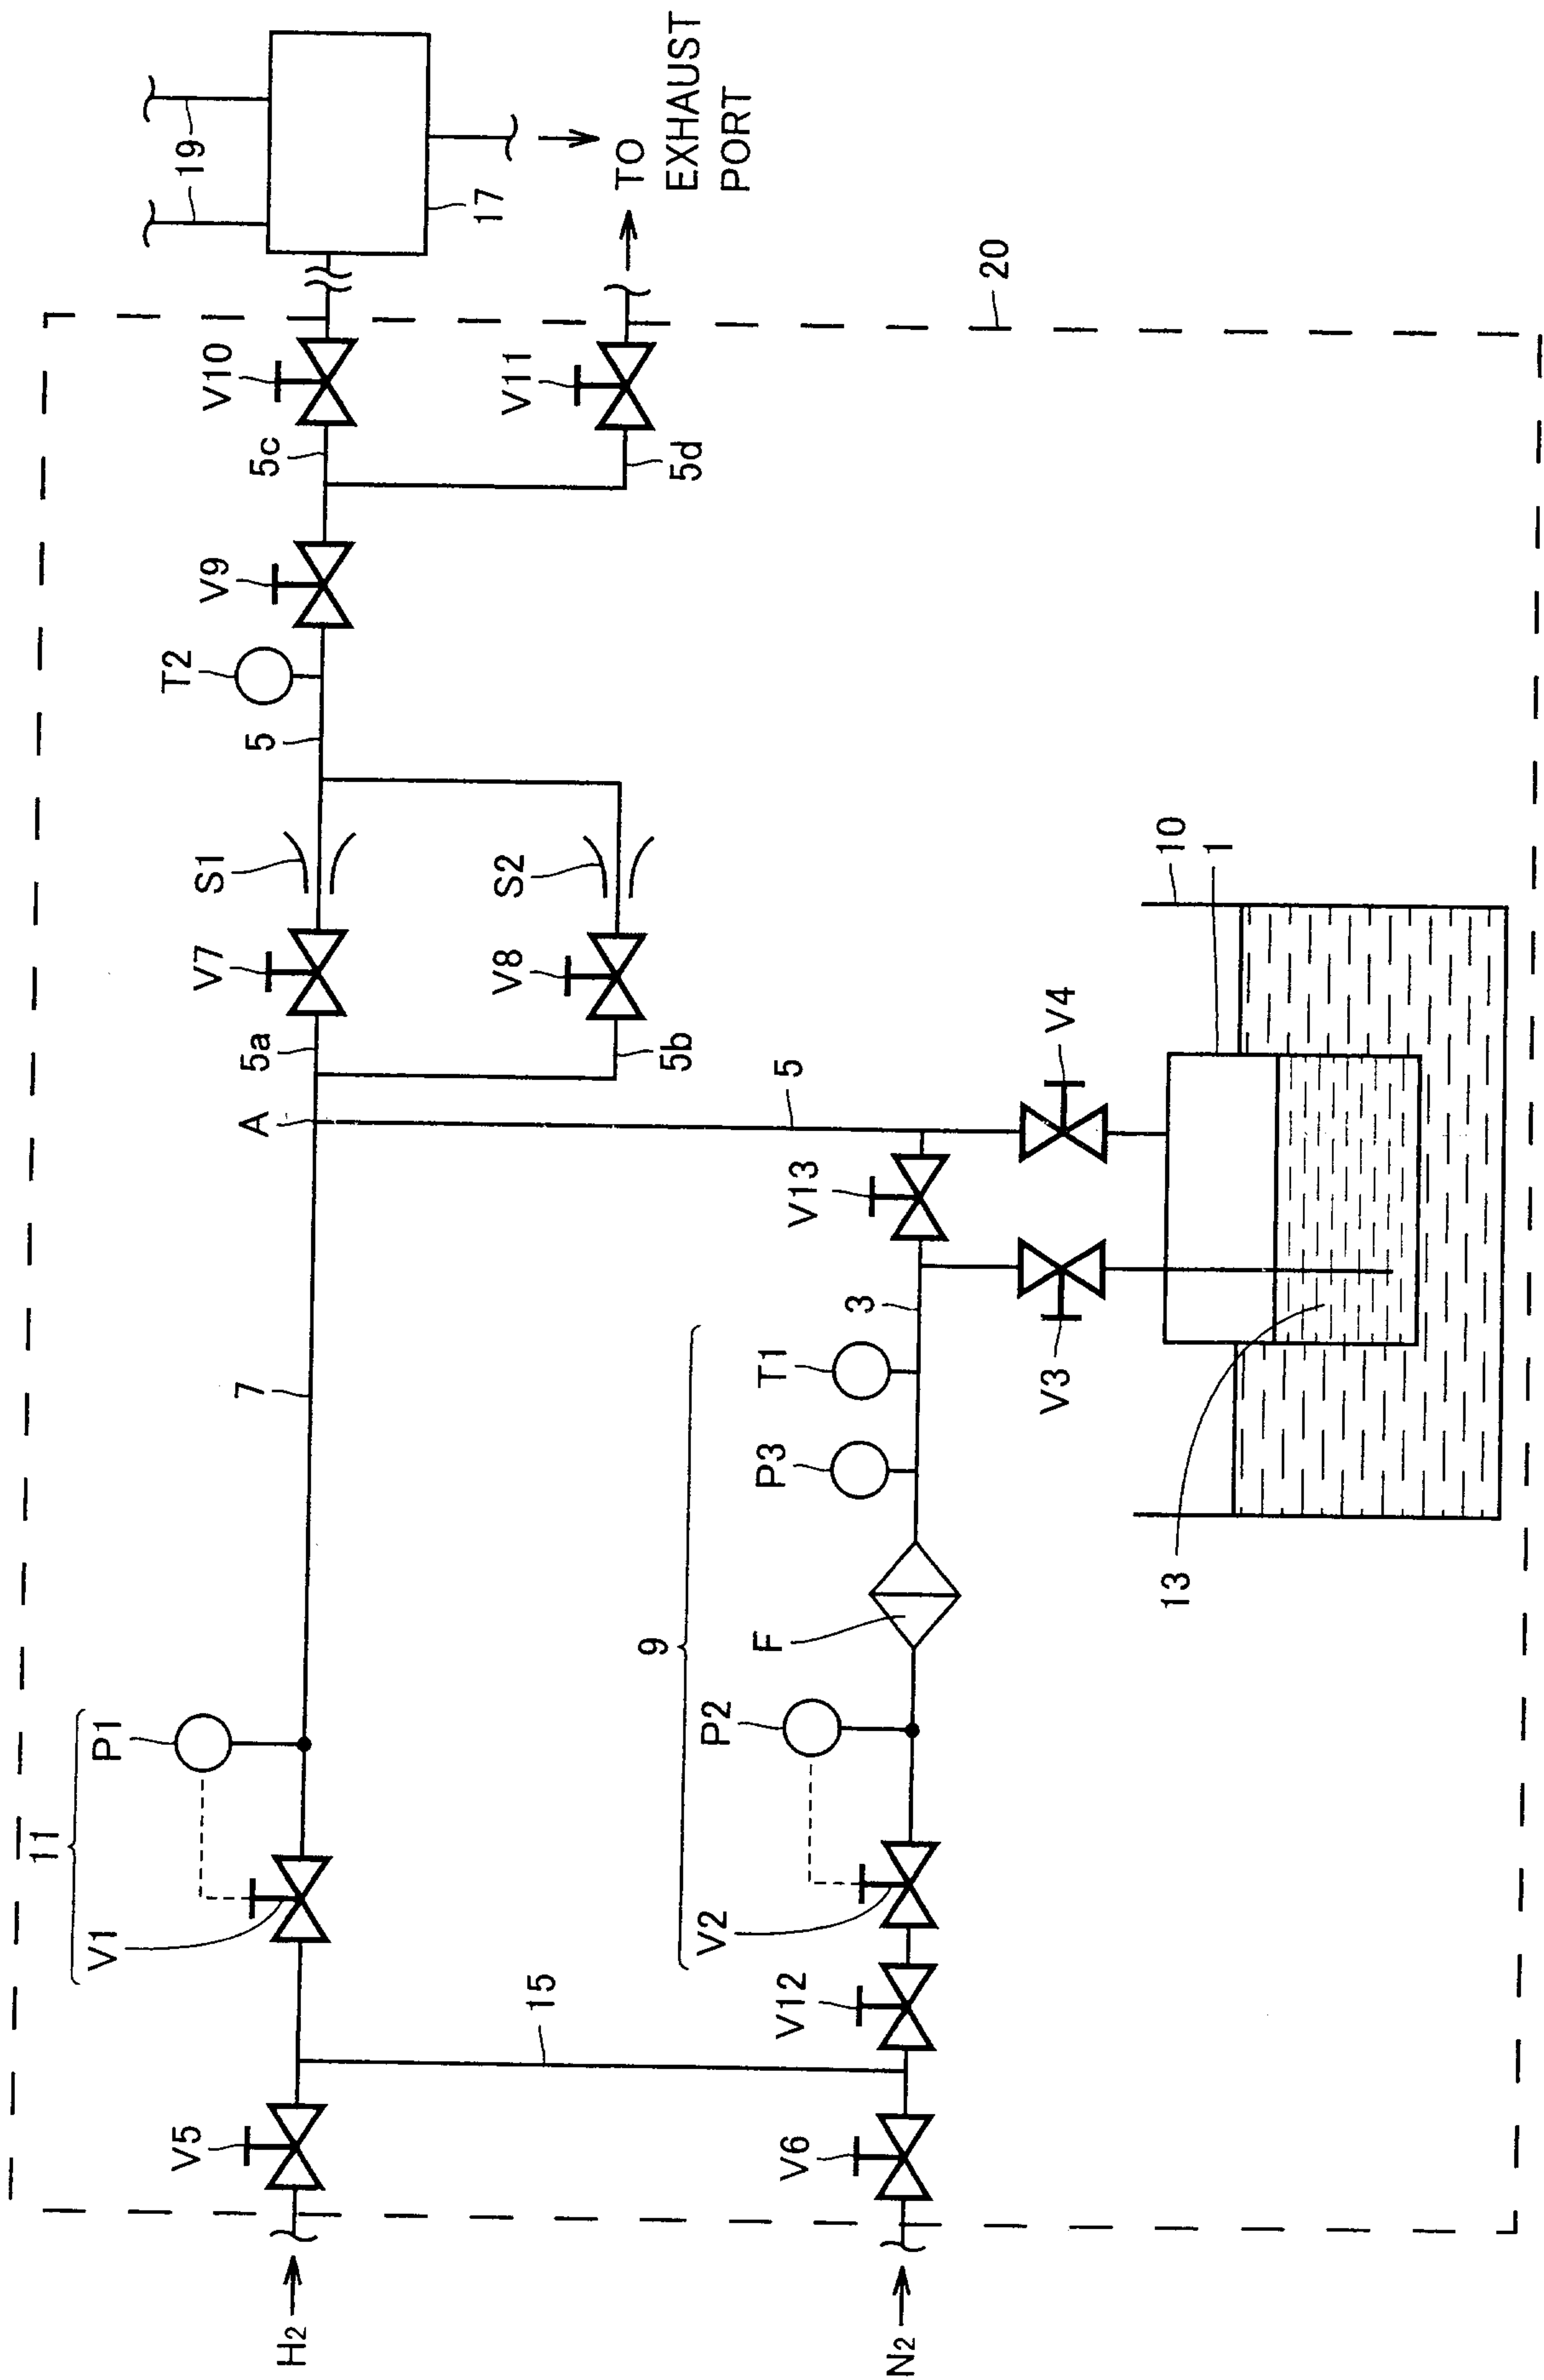 19
17
TO
EXHAUST
PORT
20
V10
V11
5c
5d
V9
T2
5
S1
S2
V7
V8
5a
5b
A
5
V4
10
1
V13
V3
3
7
T1
P3
13
F
9
P1
P2
11
V1
V2
V12
15
V5
V6
H2
N2